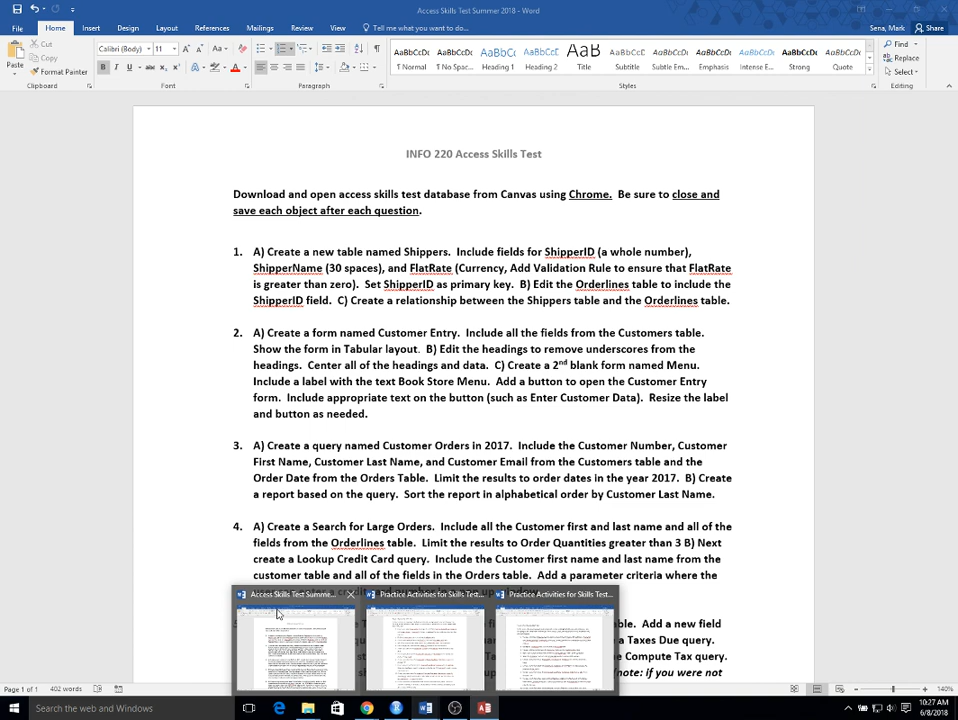 Access Skills Test Summer 2018 - Word
File Home Insert Design Layout References Mailings Review View Tell me what you want to do... Sena, Mark Share
Cut
Copy
Paste Format Painter
Calibri (Body) 11
AaBbCcDc AaBbCcDc AaBbC AaBbCcC AaB AaBbCcD AaBbCcDc AaBbCcDc AaBbCcDc AaBbCcDc AaBbCcDc
¶ Normal ¶ No Spac... Heading 1 Heading 2 Title Subtitle Subtle Em... Emphasis Intense E... Strong Quote
Find
Replace
Select
Clipboard Font Paragraph Styles Editing
INFO 220 Access Skills Test
Download and open access skills test database from Canvas using Chrome. Be sure to close and
save each object after each question.
1. A) Create a new table named Shippers. Include fields for ShipperID (a whole number),
ShipperName (30 spaces), and FlatRate (Currency, Add Validation Rule to ensure that FlatRate
is greater than zero). Set ShipperID as primary key. B) Edit the Orderlines table to include the
ShipperID field. C) Create a relationship between the Shippers table and the Orderlines table.
2. A) Create a form named Customer Entry. Include all the fields from the Customers table.
Show the form in Tabular layout. B) Edit the headings to remove underscores from the
headings. Center all of the headings and data. C) Create a 2nd blank form named Menu.
Include a label with the text Book Store Menu. Add a button to open the Customer Entry
form. Include appropriate text on the button (such as Enter Customer Data). Resize the label
and button as needed.
3. A) Create a query named Customer Orders in 2017. Include the Customer Number, Customer
First Name, Customer Last Name, and Customer Email from the Customers table and the
Order Date from the Orders Table. Limit the results to order dates in the year 2017. B) Create
a report based on the query. Sort the report in alphabetical order by Customer Last Name.
4. A) Create a Search for Large Orders. Include all the Customer first and last name and all of the
fields from the Orderlines table. Limit the results to Order Quantities greater than 3 B) Next
create a Lookup Credit Card query. Include the Customer first name and last name from the
customer table and all of the fields in the Orders table. Add a parameter criteria where the
Access Skills Test Summe... Practice Activities for Skills Test... Practice Activities for Skills Test...
table. Add a new field
a Taxes Due query.
Compute Tax query.
note: if you were not
Page 1 of 1 402 words 140%
Search the web and Windows
10:27 AM
6/8/2018